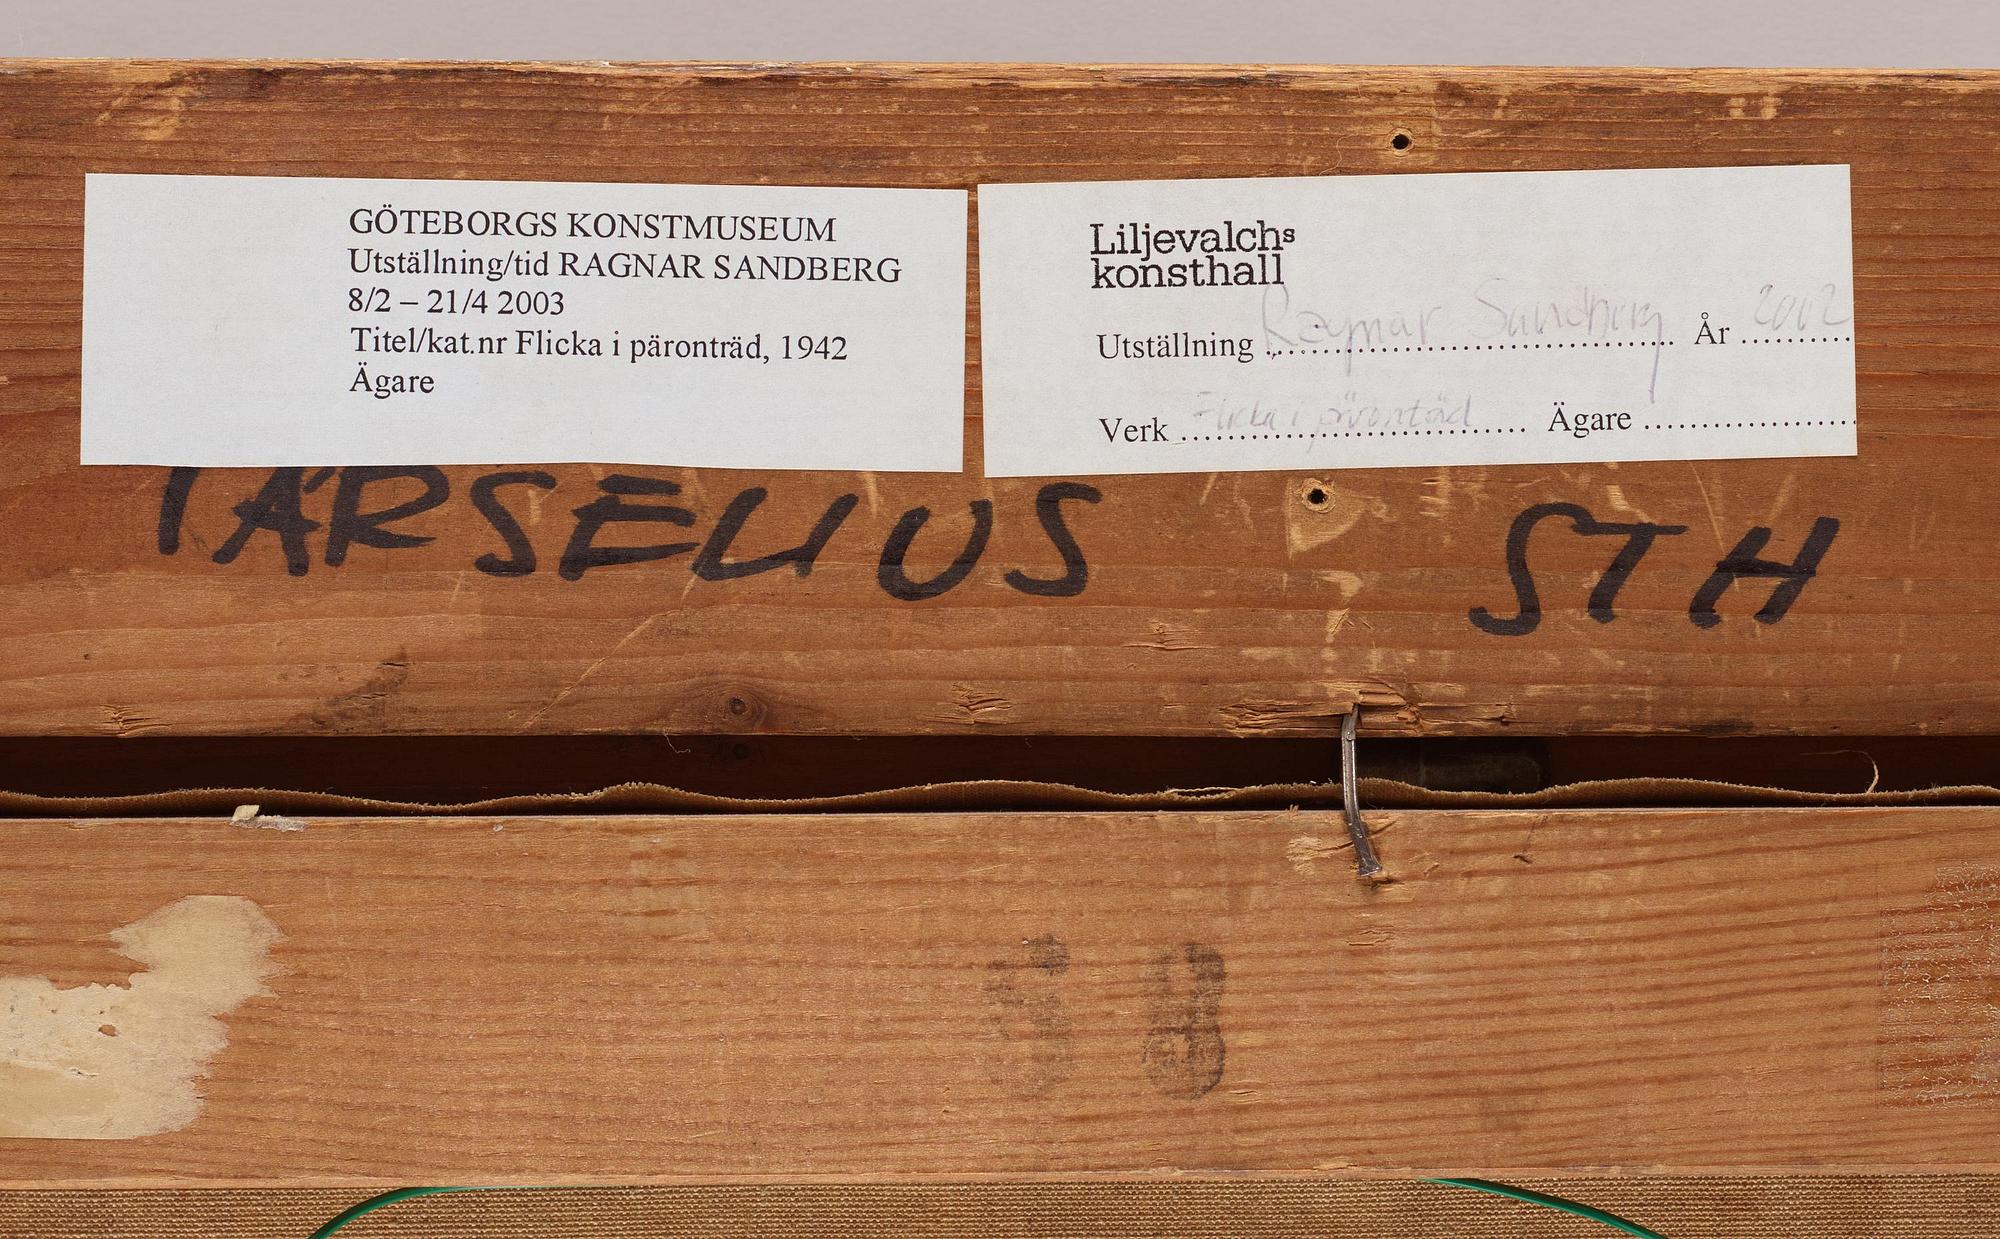 GÖTEBORGS KONSTMUSEUM
Utställning/tid RAGNAR SANDBERG
8/2 – 21/4 2003
Titel/kat.nr Flicka i päronträd, 1942
Ägare
Liljevalchs
konsthall
Utställning Ragnar Sandberg År 2002
Verk Flicka i päronträd Ägare
STH